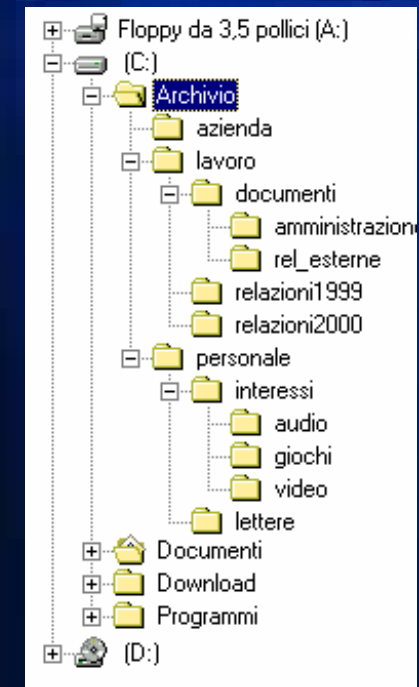 Floppy da 3,5 pollici (A:)
(C:)
Archivio
azienda
lavoro
documenti
amministrazion
rel_esterne
relazioni1999
relazioni2000
personale
interessi
audio
giochi
video
lettere
Documenti
Download
Programmi
(D:)